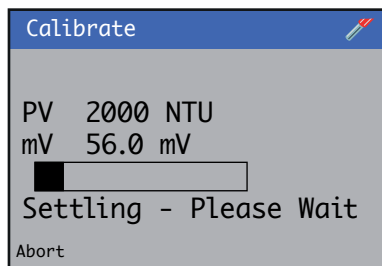 Calibrate
PV 2000 NTU
mV 56.0 mV
Settling - Please Wait
Abort